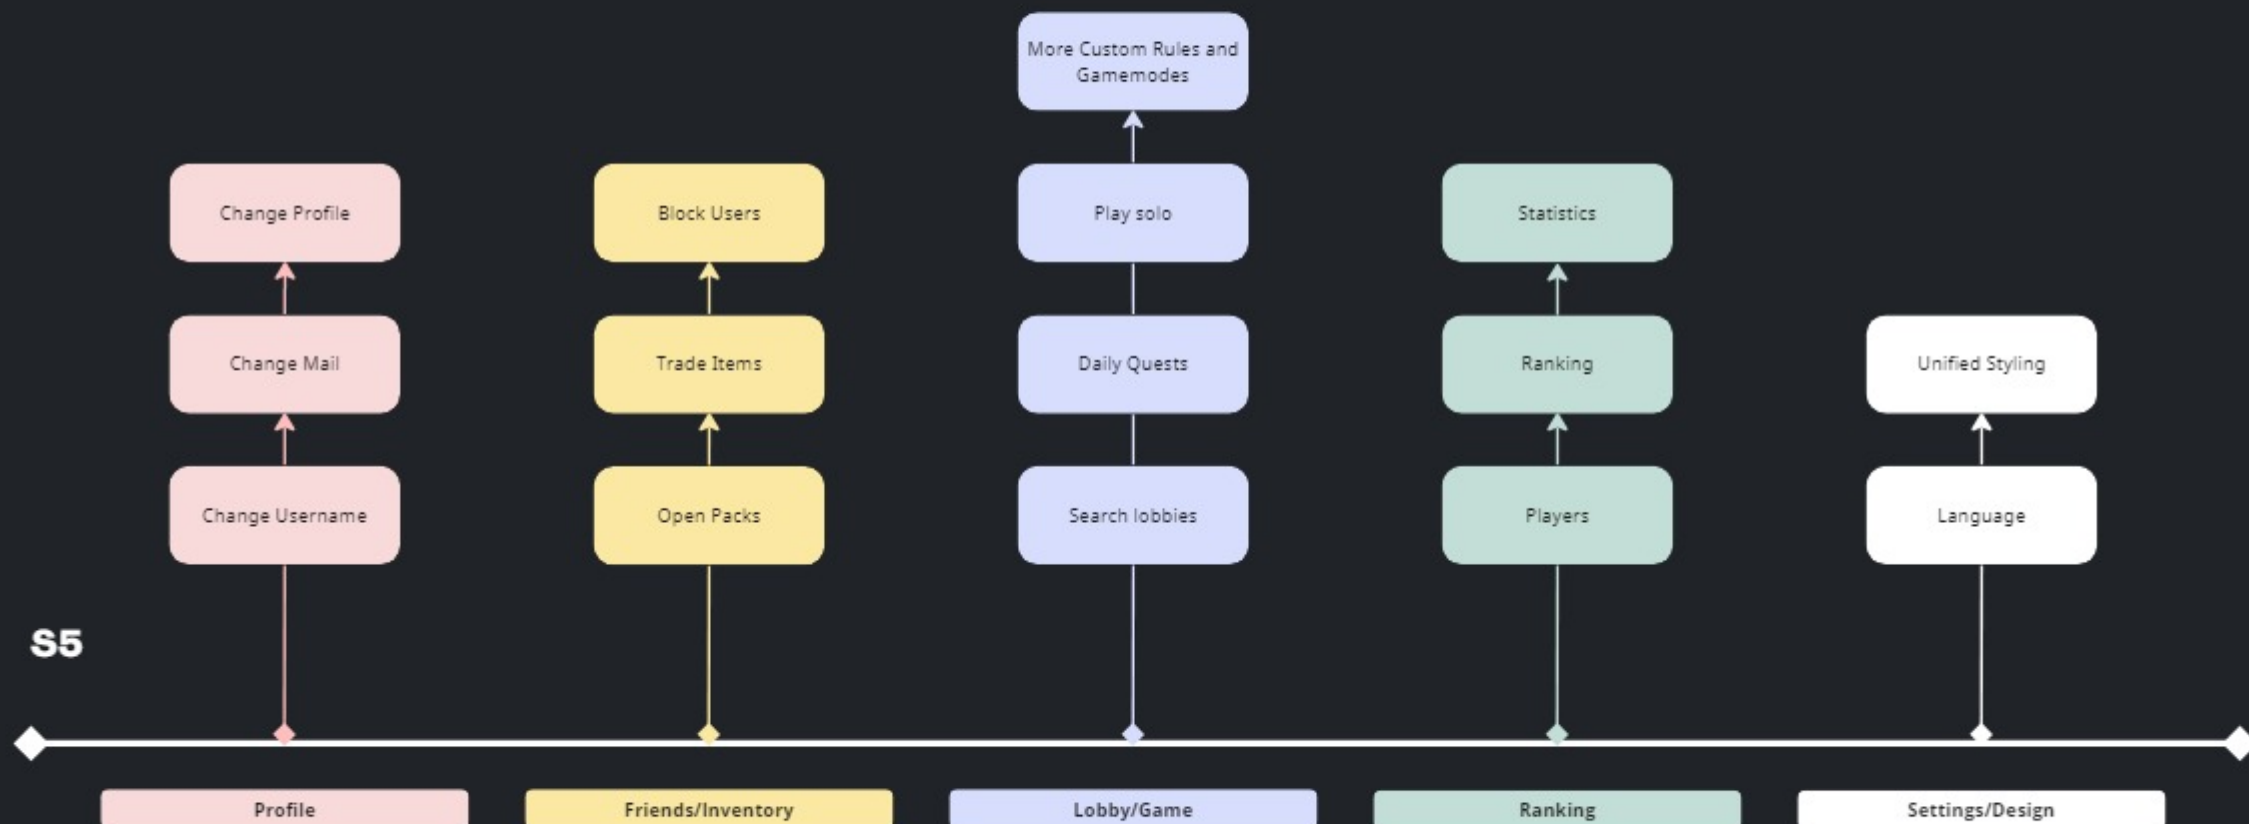 More Custom Rules and
Gamemodes
Change Profile
Block Users
Play solo
Statistics
Change Mail
Trade Items
Daily Quests
Ranking
Unified Styling
Change Username
Open Packs
Search lobbies
Players
Language
S5
Profile
Friends/Inventory
Lobby/Game
Ranking
Settings/Design